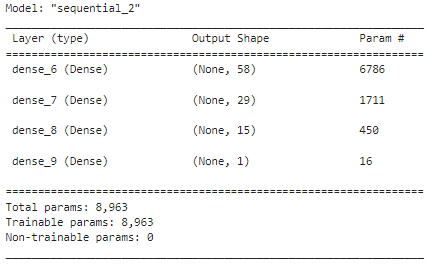 Model: "sequential_2"
Layer (type) Output Shape Param #
dense_6 (Dense) (None, 58) 6786
dense_7 (Dense) (None, 29) 1711
dense_8 (Dense) (None, 15) 450
dense_9 (Dense) (None, 1) 16
Total params: 8,963
Trainable params: 8,963
Non-trainable params: 0